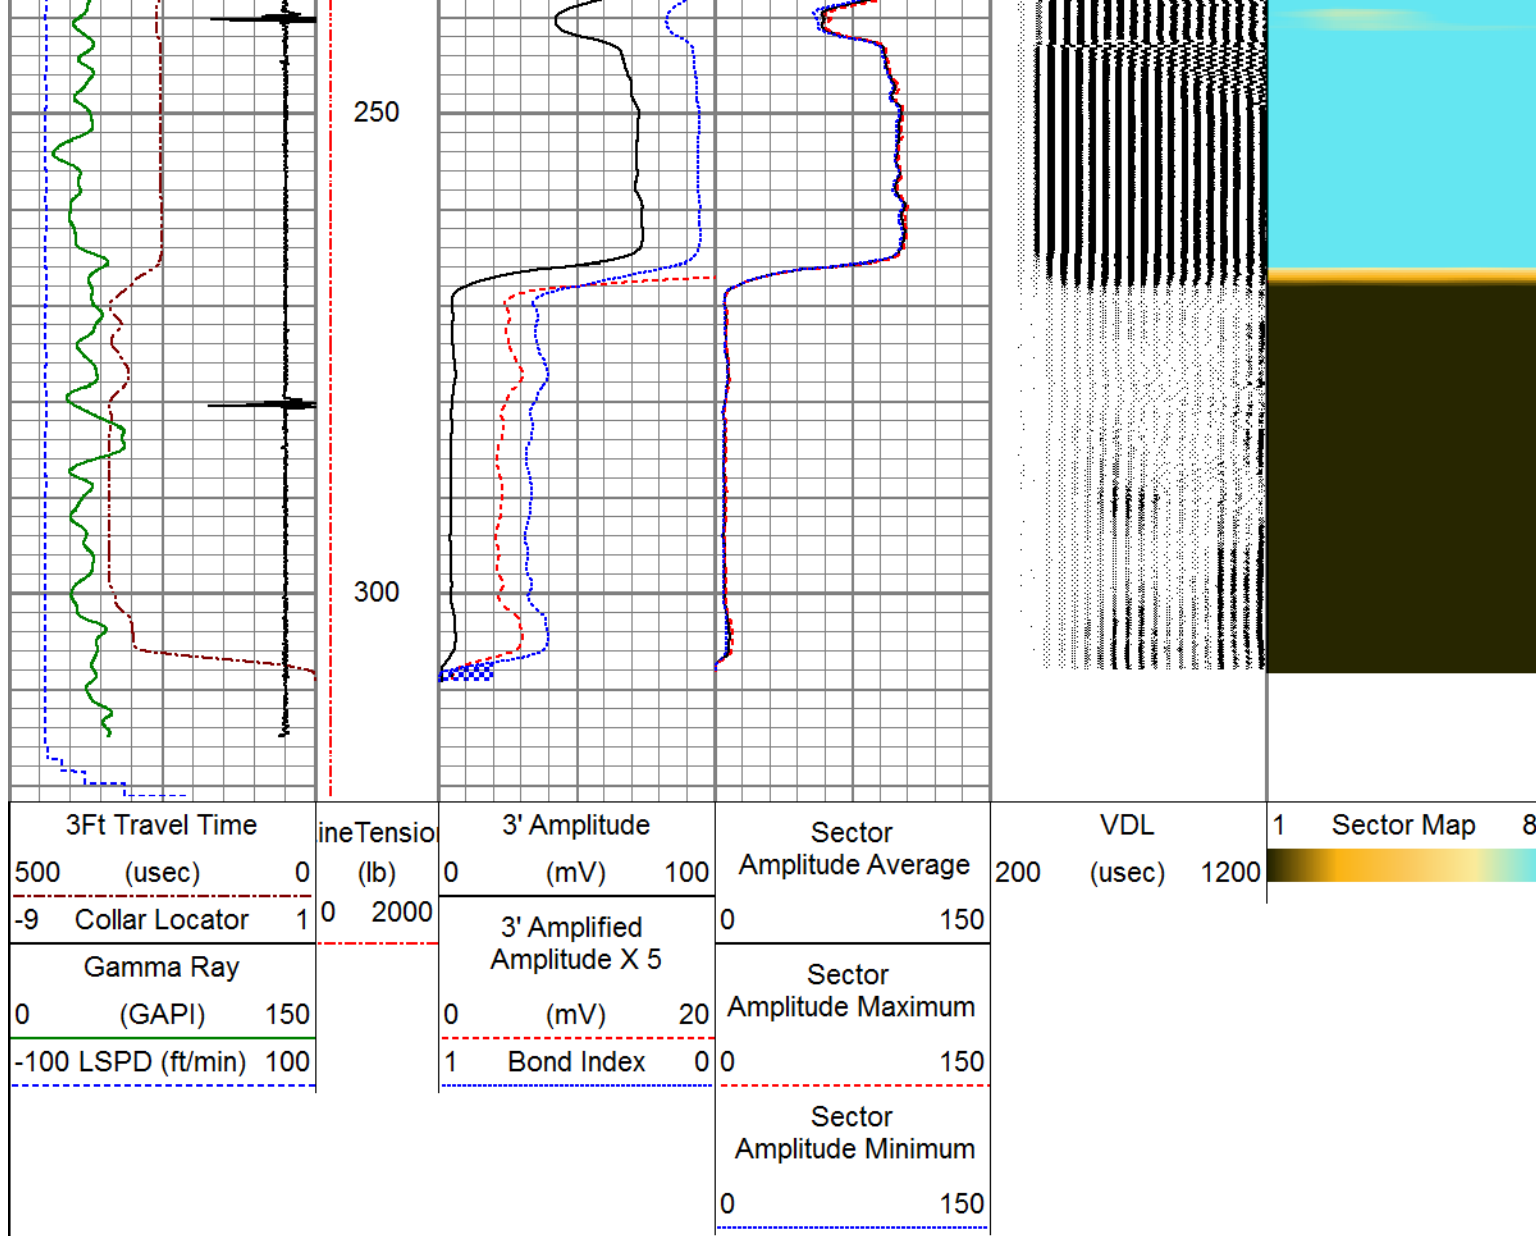 250
300
3Ft Travel Time
500 (usec) 0
-9 Collar Locator 1
Gamma Ray
0 (GAPI) 150
-100 LSPD (ft/min) 100
ineTension
(lb)
0 2000
3' Amplitude
0 (mV) 100
3' Amplified
Amplitude X 5
0 (mV) 20
1 Bond Index 0
Sector
Amplitude Average
0 150
Sector
Amplitude Maximum
0 150
Sector
Amplitude Minimum
0 150
VDL
200 (usec) 1200
1 Sector Map 8